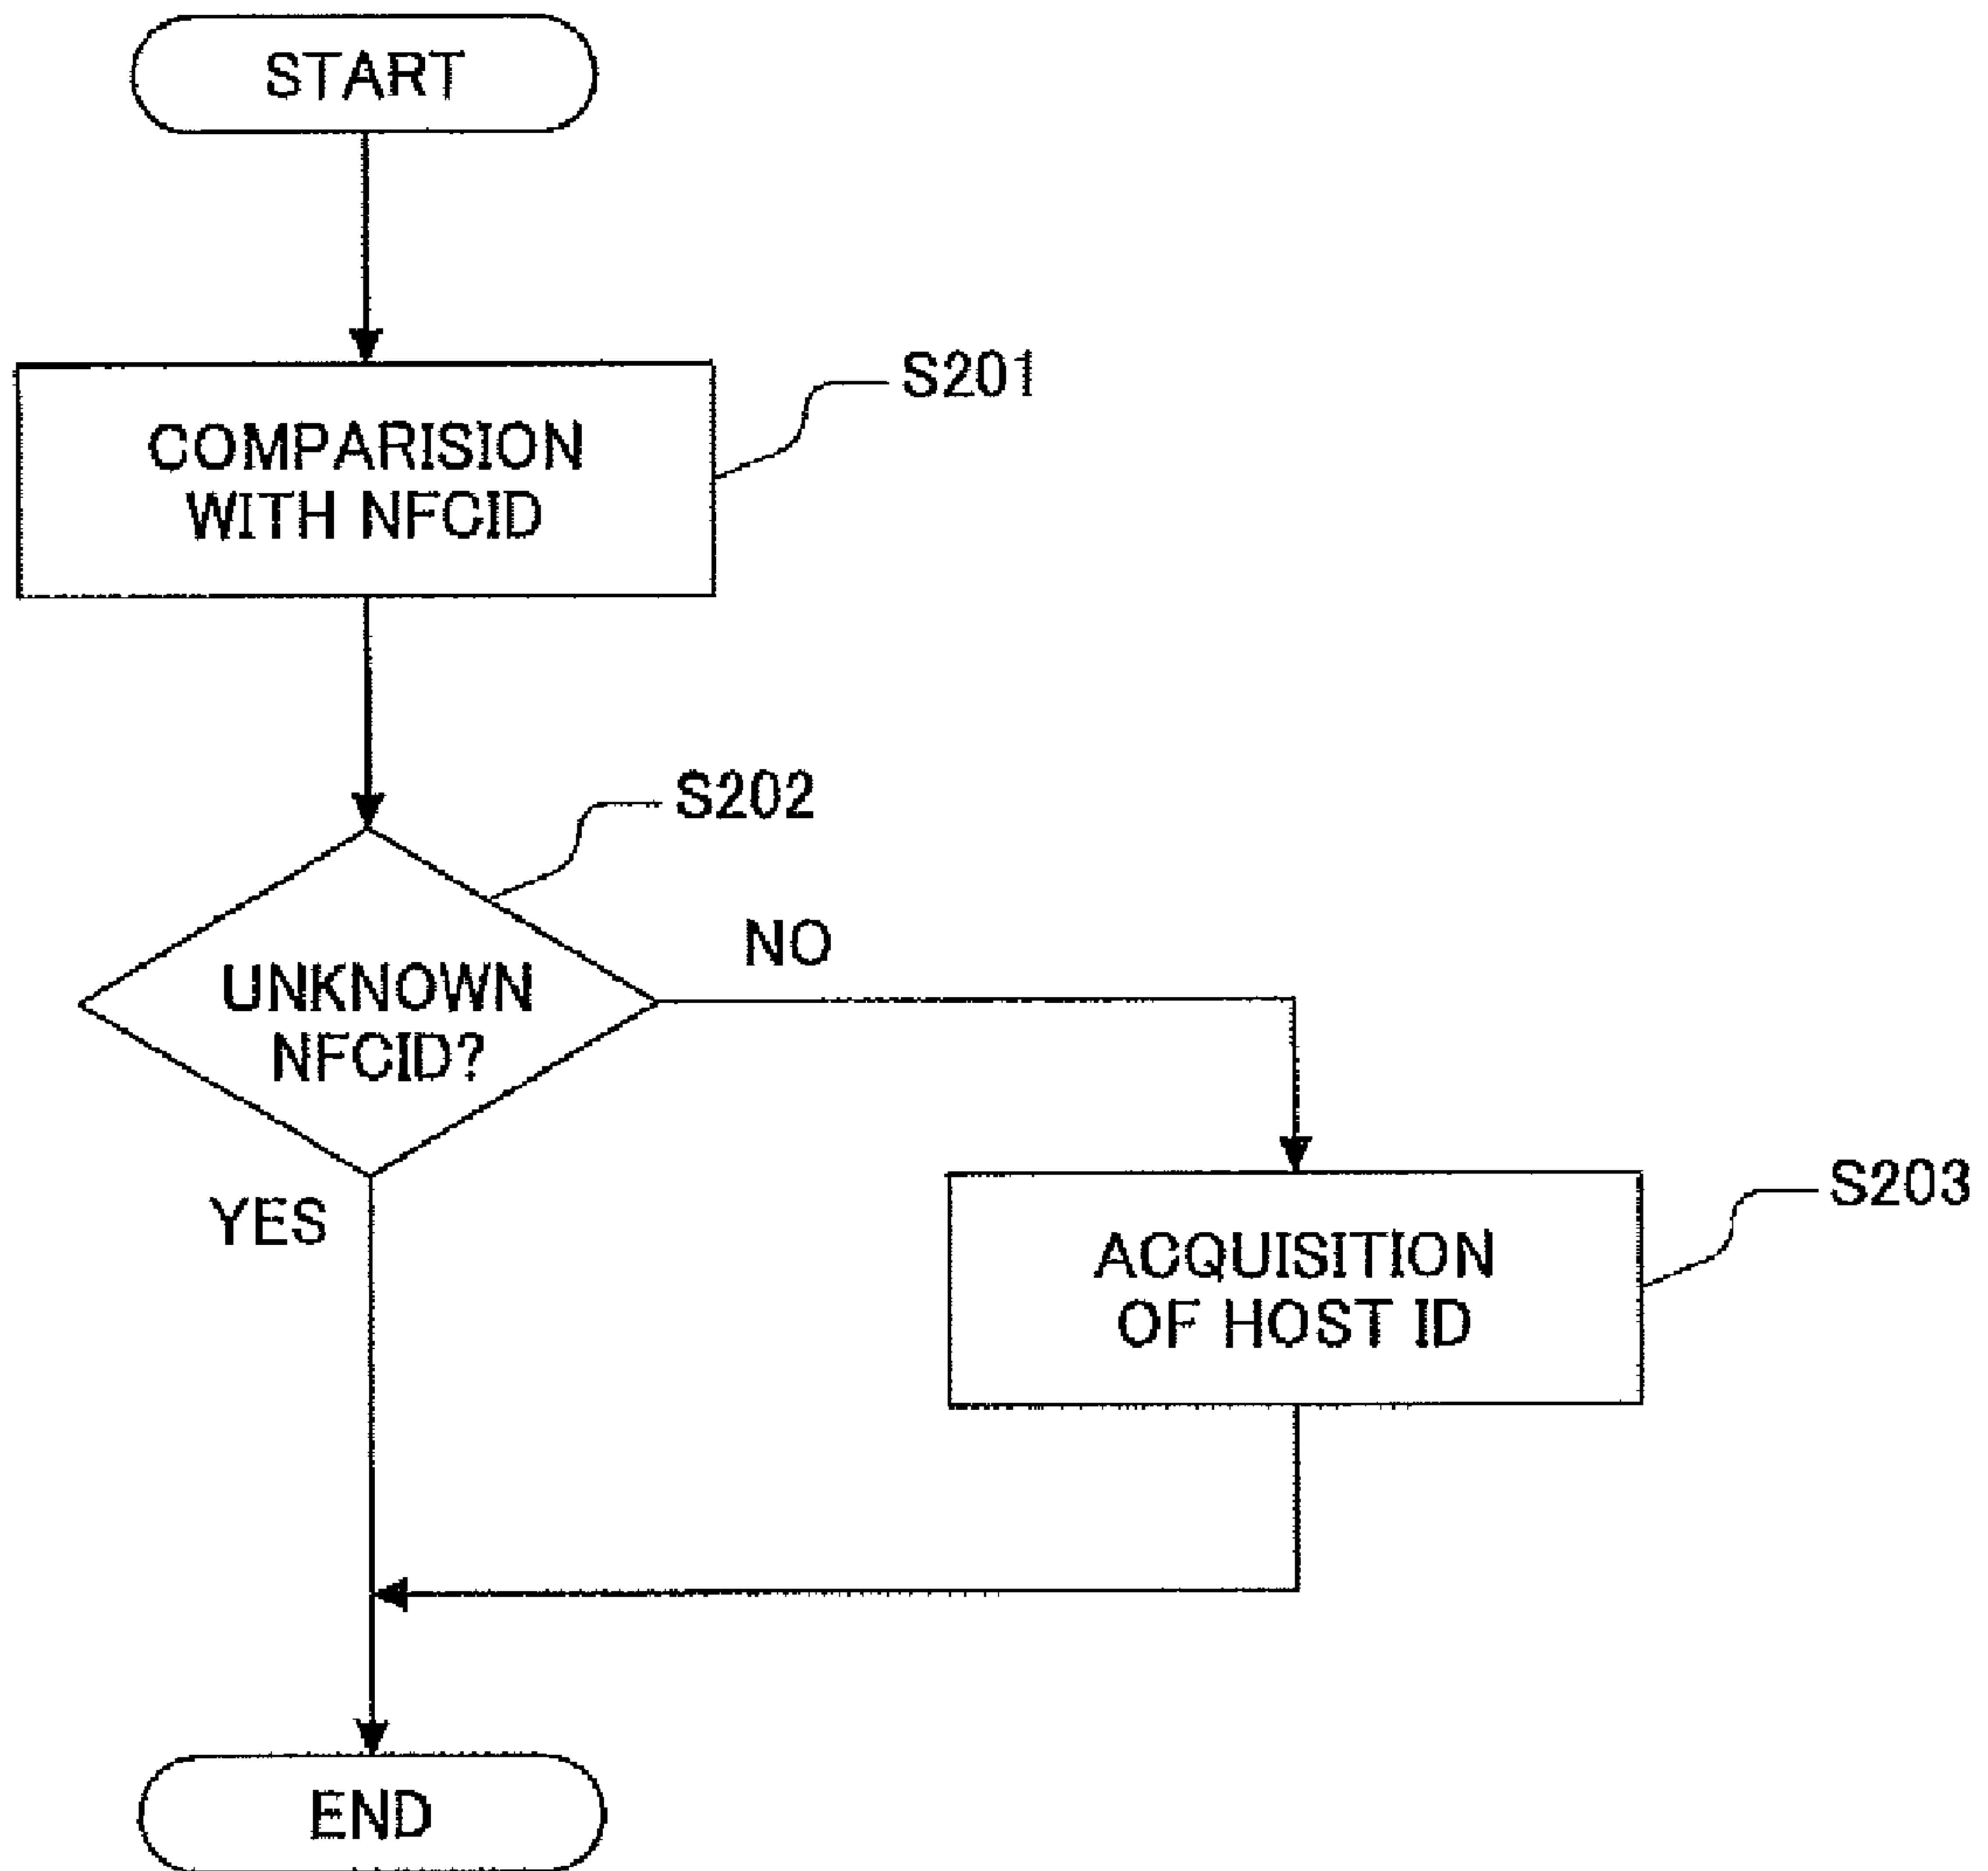 START
S201
COMPARISION
WITH NFCID
S202
NO
UNKNOWN
NFCID?
YES
S203
ACQUISITION
OF HOST ID
END